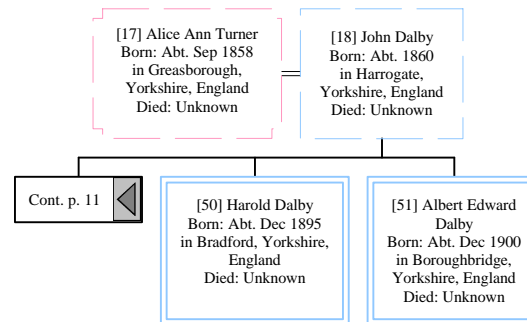 [17] Alice Ann Turner
Born: Abt. Sep 1858
in Greasborough,
Yorkshire, England
Died: Unknown
[18] John Dalby
Born: Abt. 1860
in Harrogate,
Yorkshire, England
Died: Unknown
Cont. p. 11
[50] Harold Dalby
Born: Abt. Dec 1895
in Bradford, Yorkshire,
England
Died: Unknown
[51] Albert Edward
Dalby
Born: Abt. Dec 1900
in Boroughbridge,
Yorkshire, England
Died: Unknown